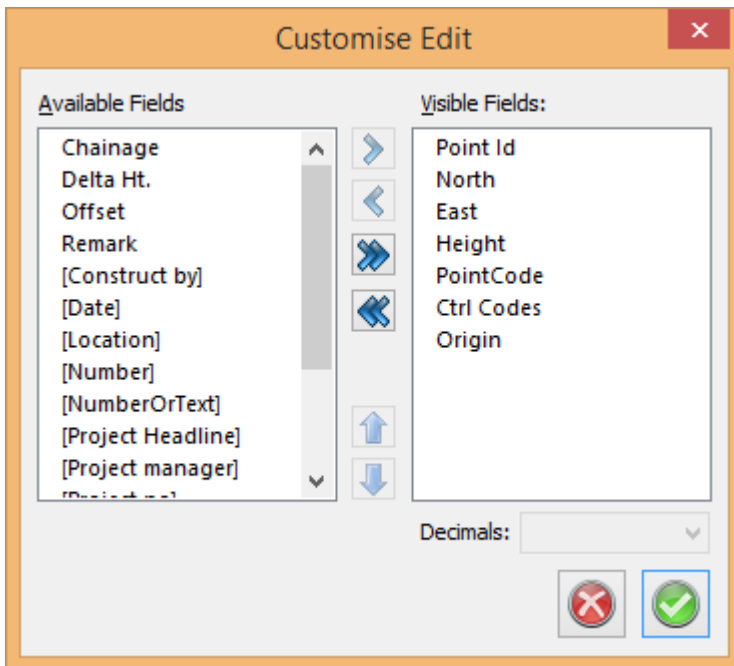 Customise Edit
Available Fields
Chainage
Delta Ht.
Offset
Remark
[Construct by]
[Date]
[Location]
[Number]
[NumberOrText]
[Project Headline]
[Project manager]
Visible Fields:
Point Id
North
East
Height
PointCode
Ctrl Codes
Origin
Decimals: